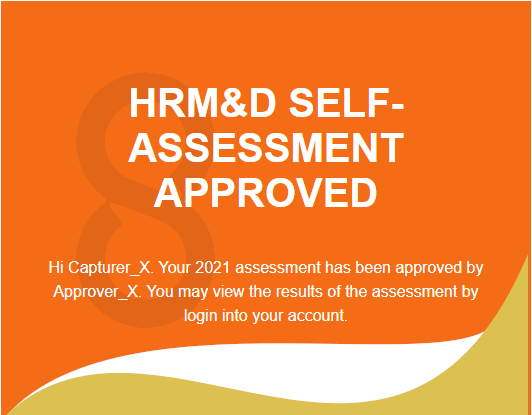 HRM&D SELF-
ASSESSMENT
APPROVED
Hi Capturer_X. Your 2021 assessment has been approved by
Approver_X. You may view the results of the assessment by
login into your account.